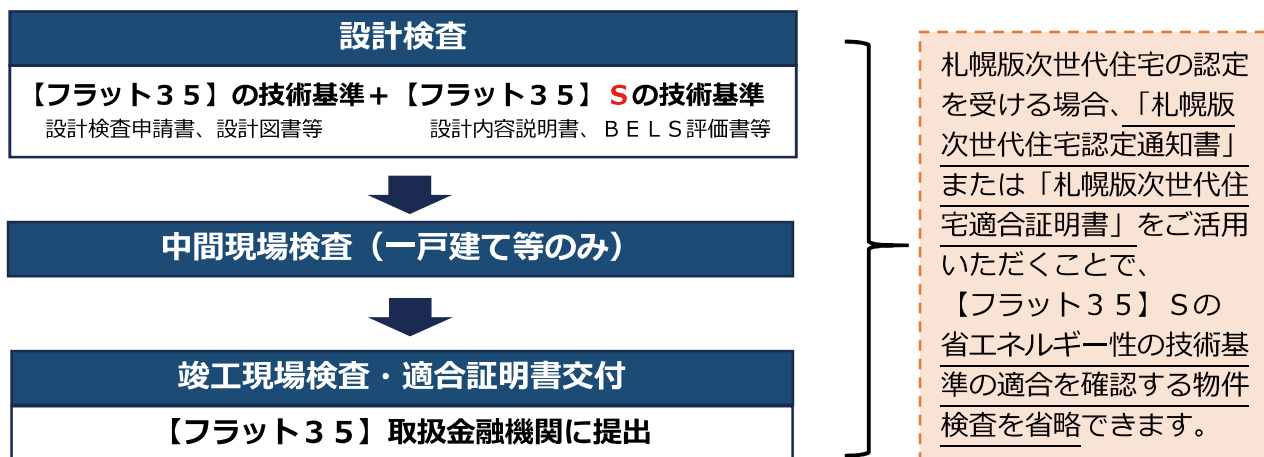 設計検査
【フラット３５】の技術基準＋【フラット３５】Ｓの技術基準
設計検査申請書、設計図書等　設計内容説明書、ＢＥＬＳ評価書等
中間現場検査（一戸建て等のみ）
竣工現場検査・適合証明書交付
【フラット３５】取扱金融機関に提出
札幌版次世代住宅の認定
を受ける場合、「札幌版
次世代住宅認定通知書」
または「札幌版次世代住
宅適合証明書」をご活用
いただくことで、
【フラット３５】Ｓの
省エネルギー性の技術基
準の適合を確認する物件
検査を省略できます。